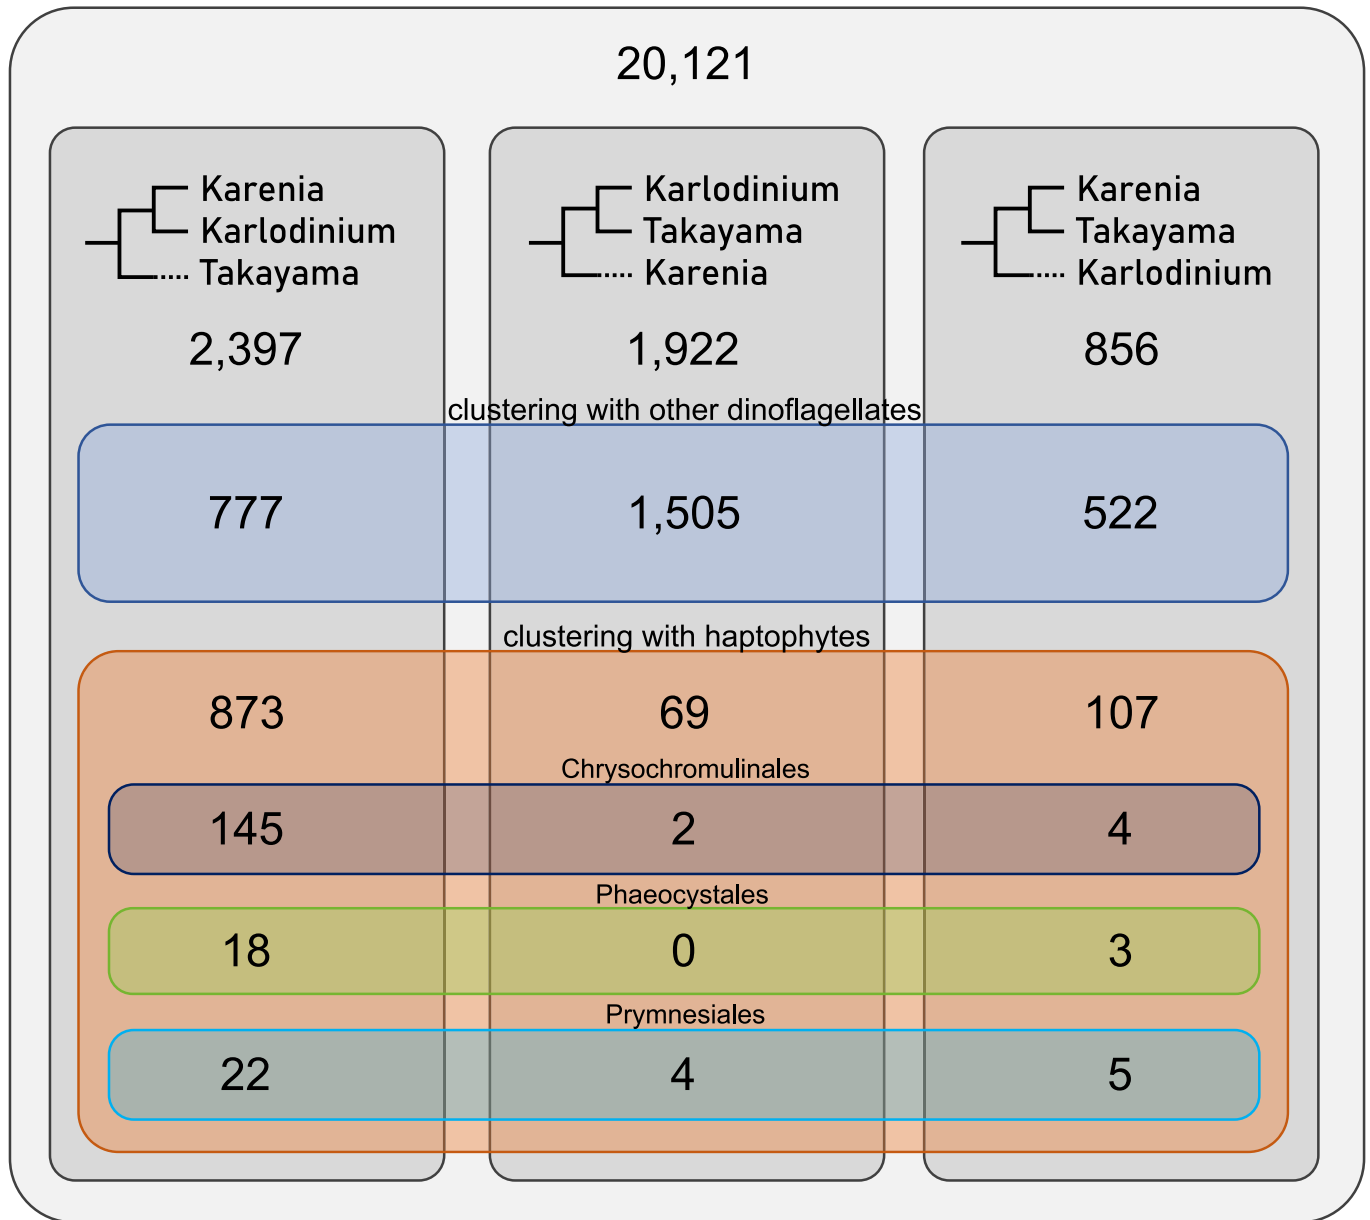 20,121
Karenia
Karlodinium
Takayama
2,397
Karlodinium
Takayama
Karenia
1,922
Karenia
Takayama
Karlodinium
856
clustering with other dinoflagellates
777 1,505 522
clustering with haptophytes
873 69 107
Chrysochromulinales
145 2 4
Phaeocystales
18 0 3
Prymnesiales
22 4 5